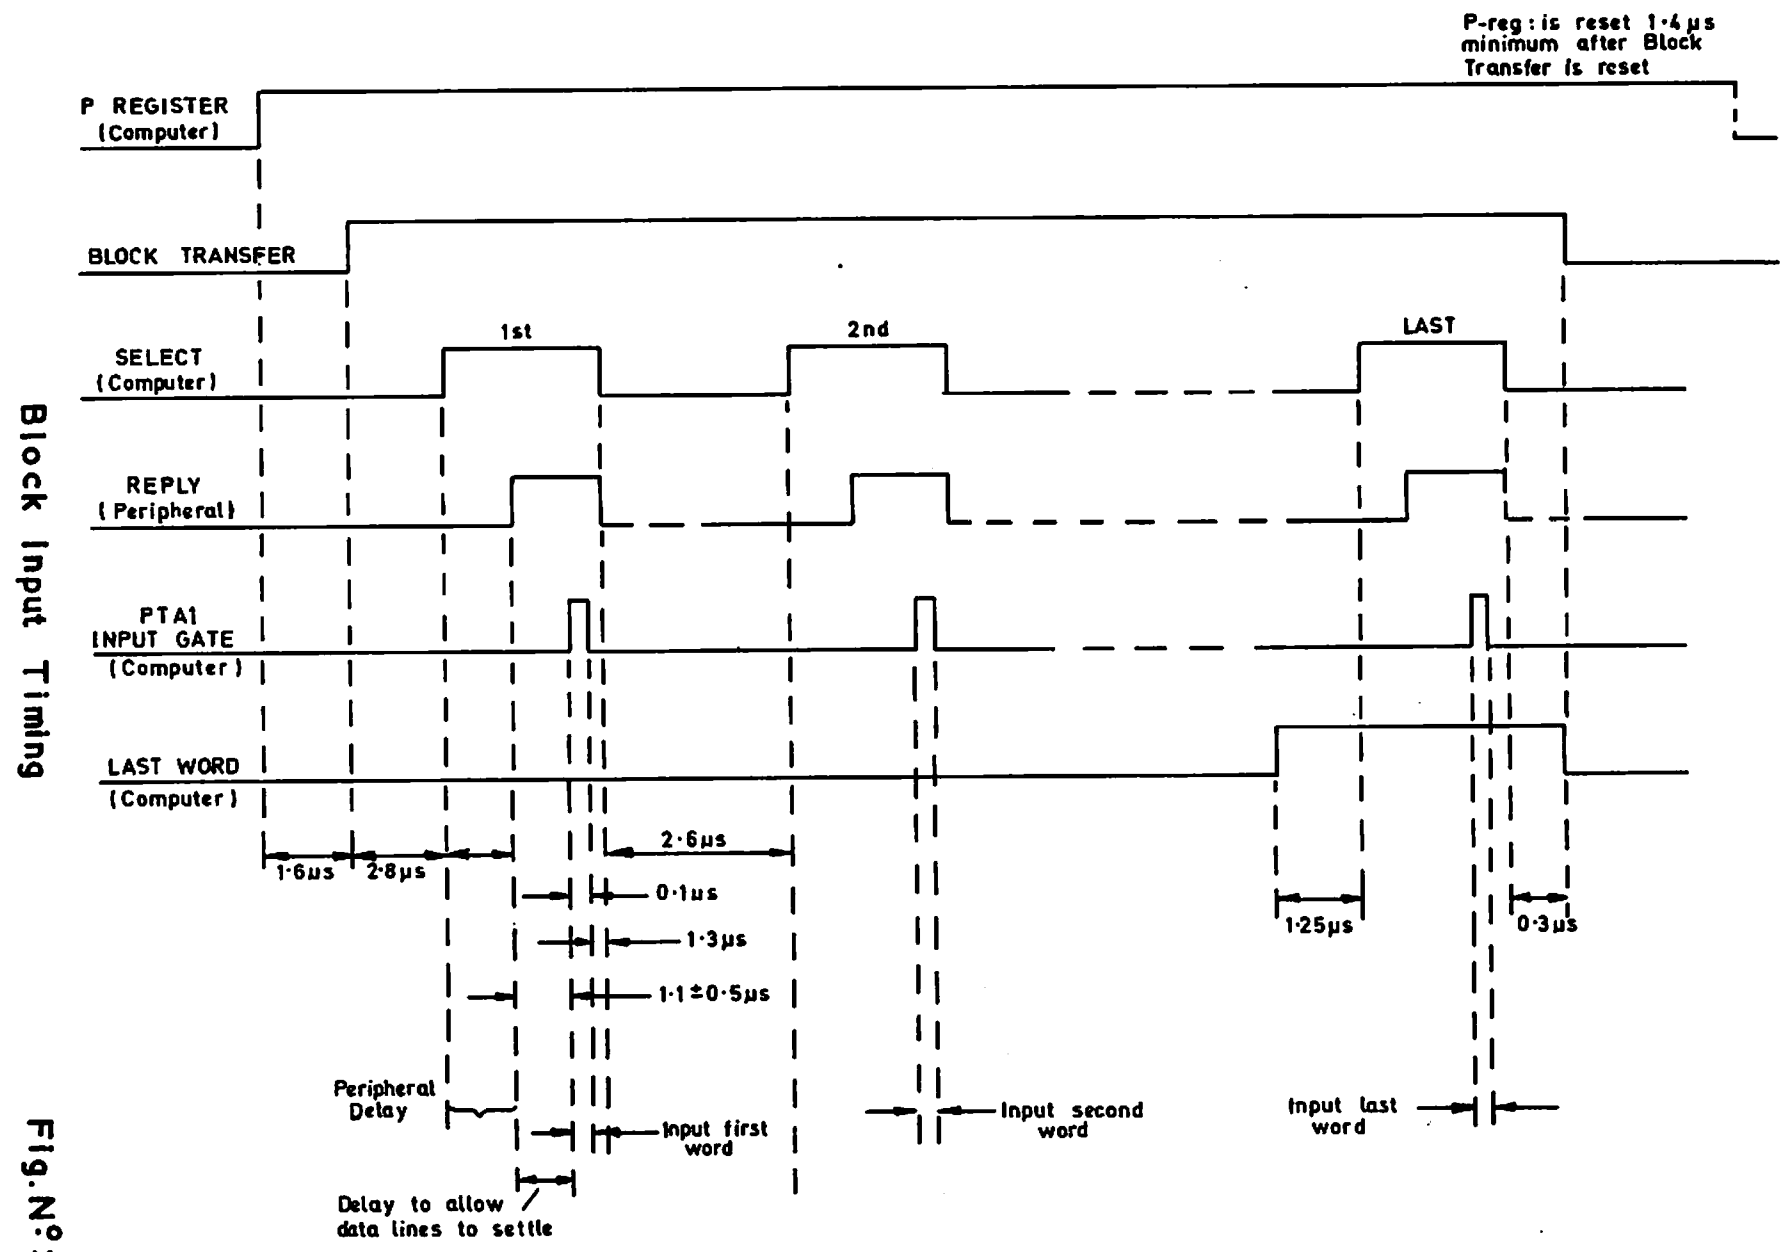 P-reg: is reset 1·4µs
minimum after Block
Transfer is reset
P REGISTER
(Computer)
BLOCK TRANSFER
1st
2nd
LAST
SELECT
(Computer)
REPLY
(Peripheral)
PTA1
INPUT GATE
(Computer)
LAST WORD
(Computer)
1·6µs
2·8µs
2·6µs
0·1µs
1·3µs
1·1±0·5µs
1·25µs
0·3µs
Peripheral
Delay
Input first
word
Input second
word
Input last
word
Delay to allow
data lines to settle
Block Input Timing
Fig.Nº